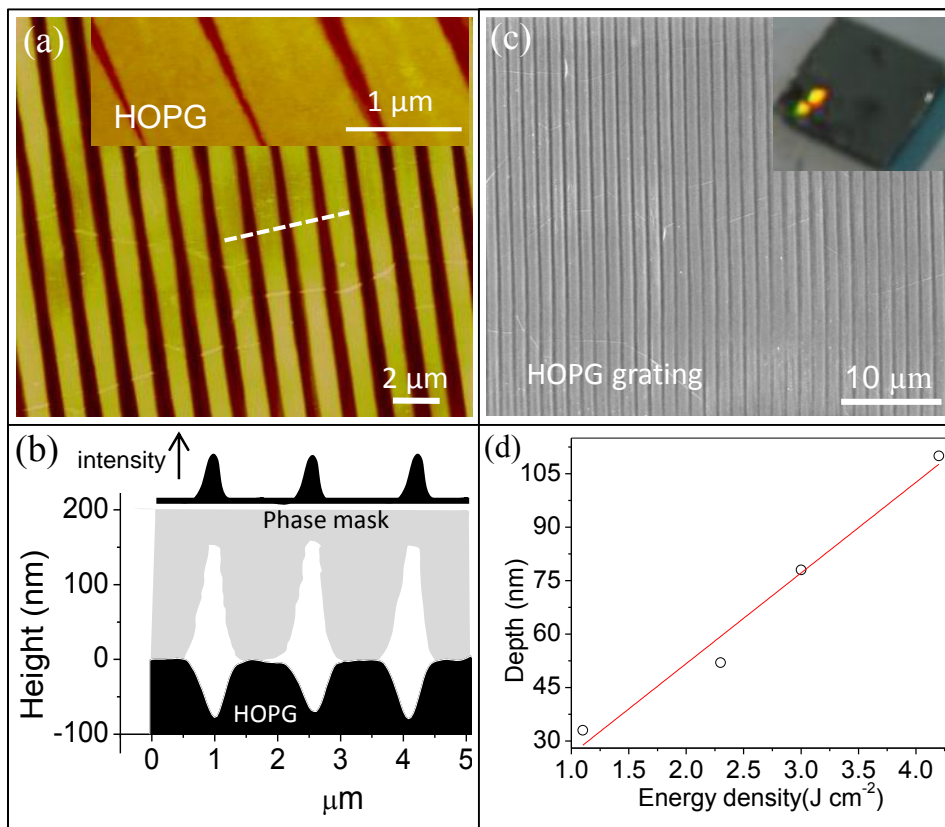 (a)
HOPG
1 μm
2 μm
(c)
HOPG grating
10 μm
(b)
intensity
Phase mask
200
100
0
-100
Height (nm)
HOPG
0 1 2 3 4 5
μm
(d)
105
90
75
60
45
30
Depth (nm)
1.0 1.5 2.0 2.5 3.0 3.5 4.0
Energy density(J cm⁻²)